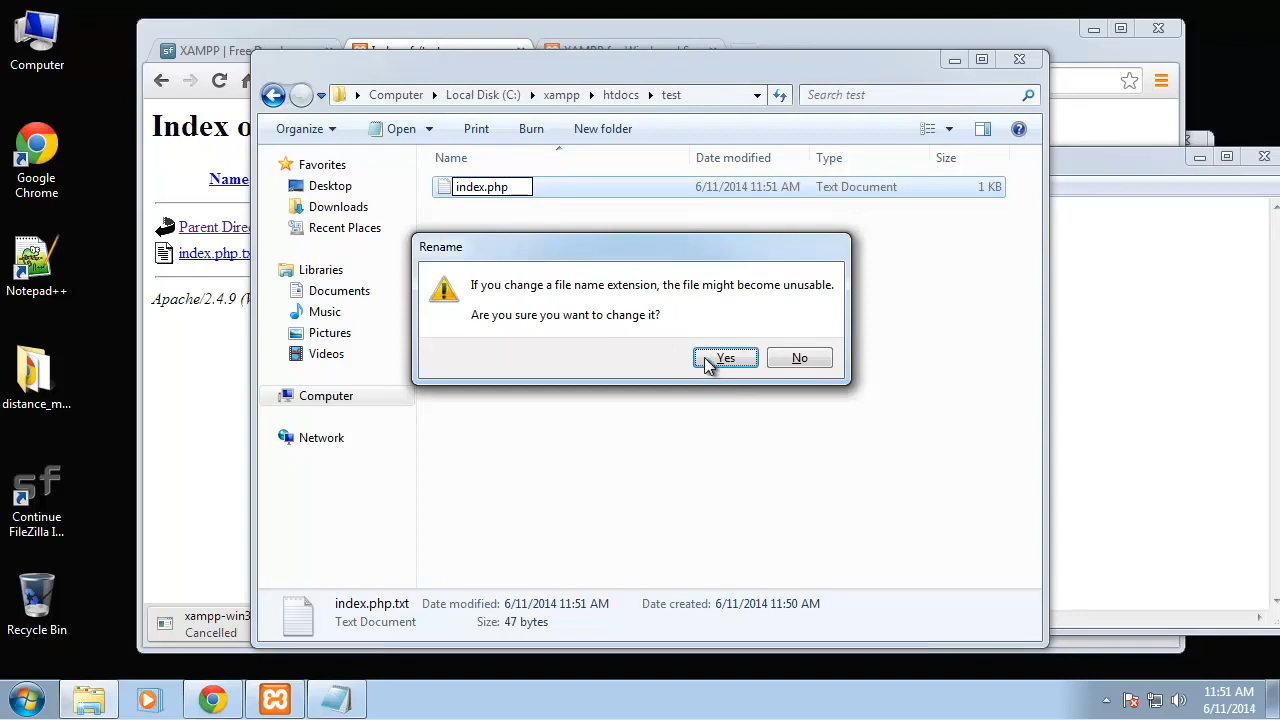 Computer
Google
Chrome
Notepad++
distance_m...
Continue
FileZilla I...
Recycle Bin
XAMPP |
Index o
Name
Parent Direc
index.php.tx
Apache/2.4.9 (W
xampp-win3
Cancelled
Computer
Local Disk (C:)
xampp
htdocs
test
Search test
Organize
Open
Print
Burn
New folder
Favorites
Desktop
Downloads
Recent Places
Libraries
Documents
Music
Pictures
Videos
Computer
Network
Name
Date modified
Type
Size
index.php
6/11/2014 11:51 AM
Text Document
1 KB
Rename
If you change a file name extension, the file might become unusable.
Are you sure you want to change it?
Yes
No
index.php.txt
Date modified: 6/11/2014 11:51 AM
Date created: 6/11/2014 11:50 AM
Text Document
Size: 47 bytes
11:51 AM
6/11/2014